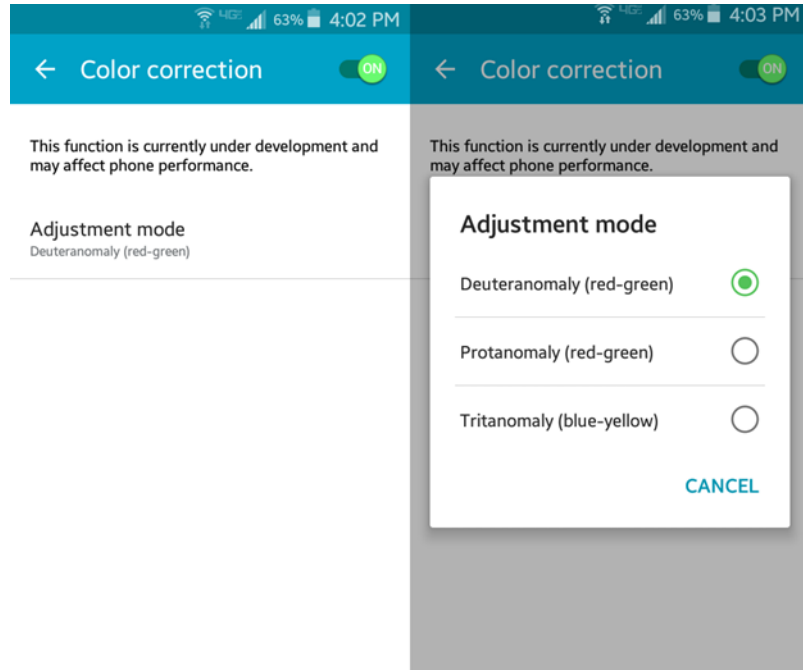 4GE 63% 4:02 PM
Color correction ON
This function is currently under development and
may affect phone performance.
Adjustment mode
Deuteranomaly (red-green)
63% 4:03 PM
Color correction ON
This function is currently under development and
may affect phone performance.
Adjustment mode
Deuteranomaly (red-green)
Protanomaly (red-green)
Tritanomaly (blue-yellow)
CANCEL